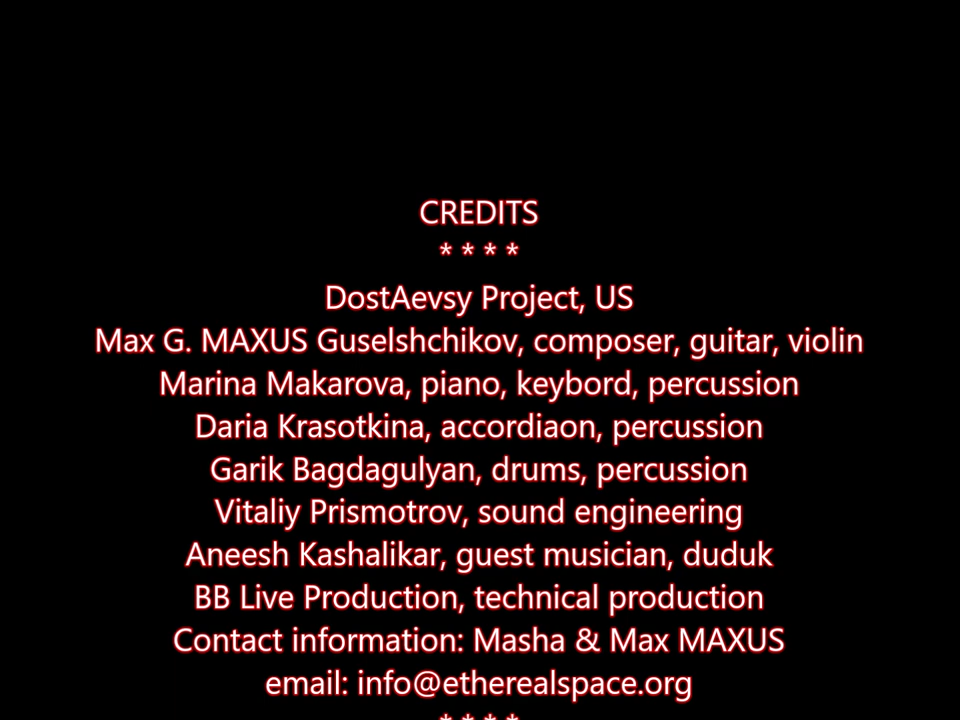 CREDITS
* * * *
DostAevsy Project, US
Max G. MAXUS Guselshchikov, composer, guitar, violin
Marina Makarova, piano, keybord, percussion
Daria Krasotkina, accordiaon, percussion
Garik Bagdagulyan, drums, percussion
Vitaliy Prismotrov, sound engineering
Aneesh Kashalikar, guest musician, duduk
BB Live Production, technical production
Contact information: Masha & Max MAXUS
email: info@etherealspace.org
* * * *